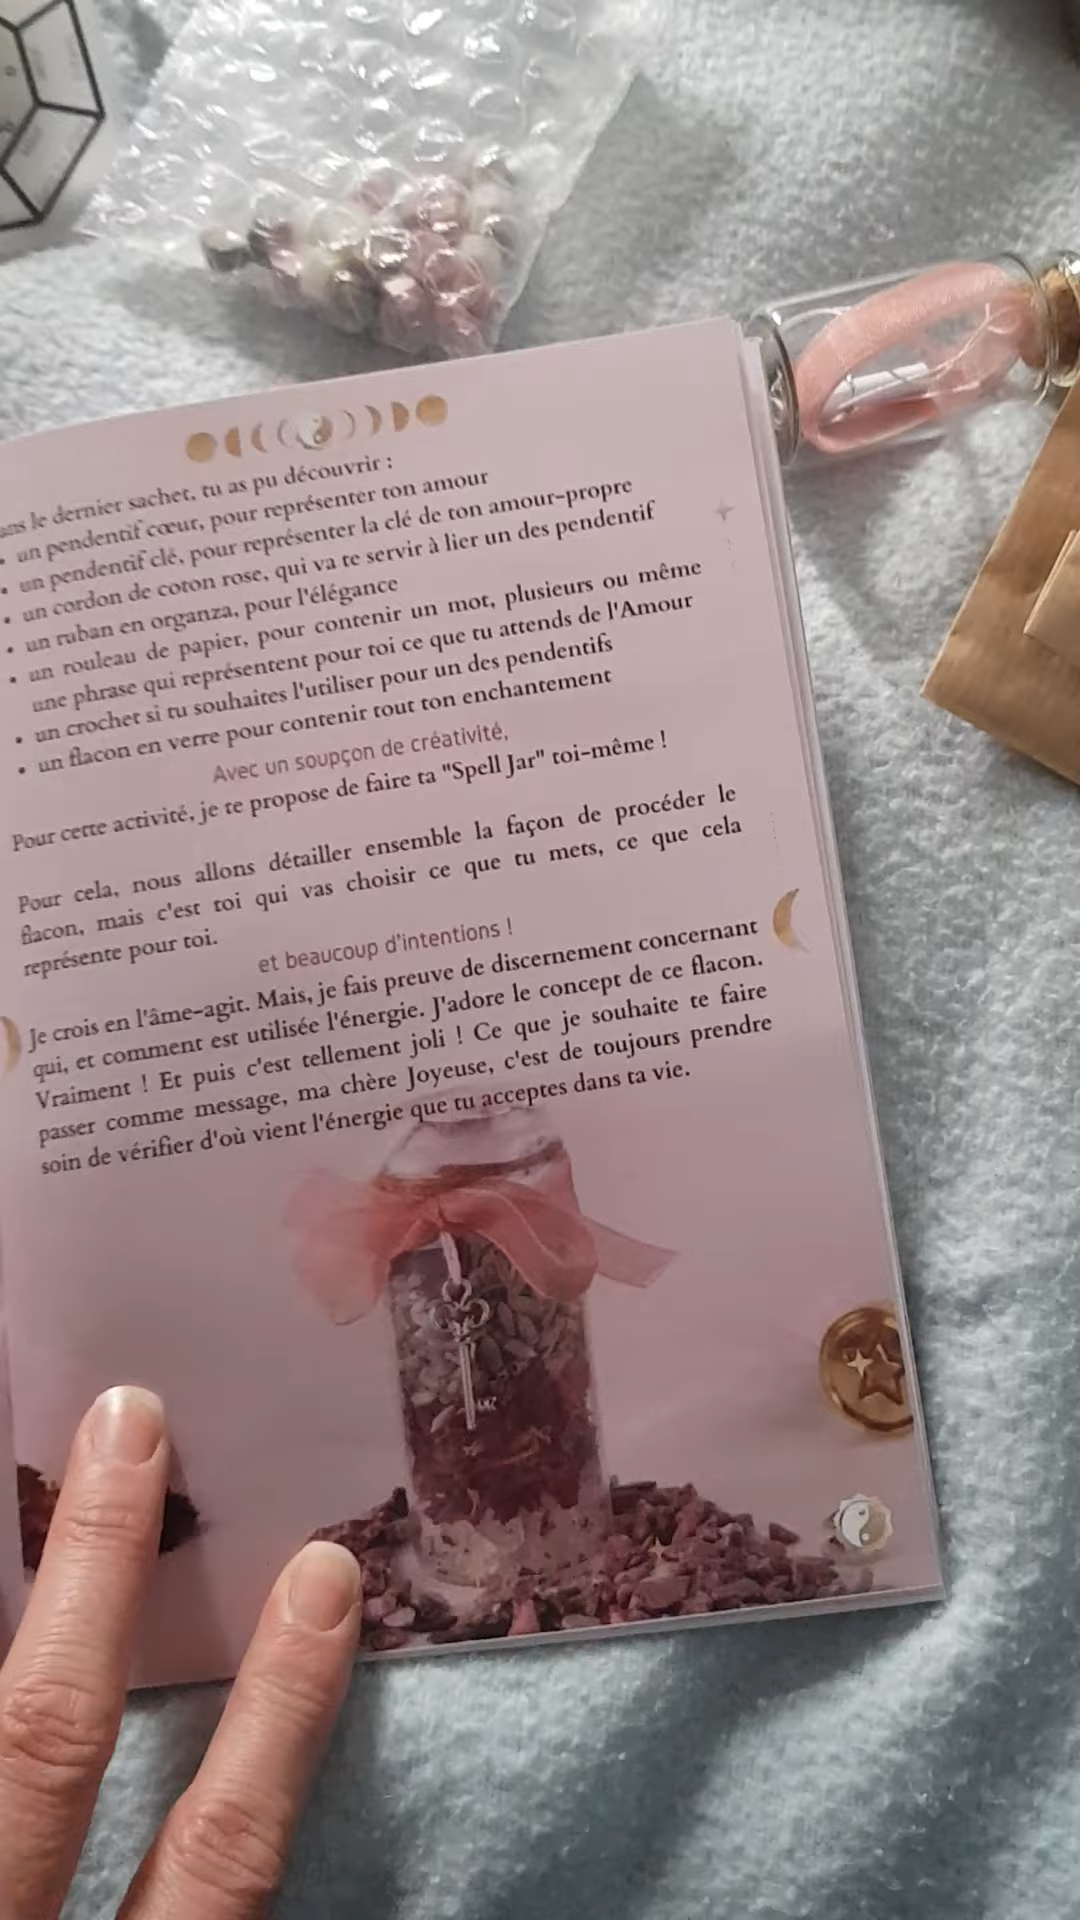 le dernier sachet, tu as pu découvrir :
• un pendentif cœur, pour représenter ton amour
• un pendentif clé, pour représenter la clé de ton amour-propre
• un cordon de coton rose, qui va te servir à lier un des pendentif
• un ruban en organza, pour l'élégance
• un rouleau de papier, pour contenir un mot, plusieurs ou même
une phrase qui représentent pour toi ce que tu attends de l'Amour
• un crochet si tu souhaites l'utiliser pour un des pendentifs
• un flacon en verre pour contenir tout ton enchantement
Avec un soupçon de créativité,
Pour cette activité, je te propose de faire ta "Spell Jar" toi-même !
Pour cela, nous allons détailler ensemble la façon de procéder le
flacon, mais c'est toi qui vas choisir ce que tu mets, ce que cela
représente pour toi.
et beaucoup d'intentions !
Je crois en l'âme-agit. Mais, je fais preuve de discernement concernant
qui, et comment est utilisée l'énergie. J'adore le concept de ce flacon.
Vraiment ! Et puis c'est tellement joli ! Ce que je souhaite te faire
passer comme message, ma chère Joyeuse, c'est de toujours prendre
soin de vérifier d'où vient l'énergie que tu acceptes dans ta vie.